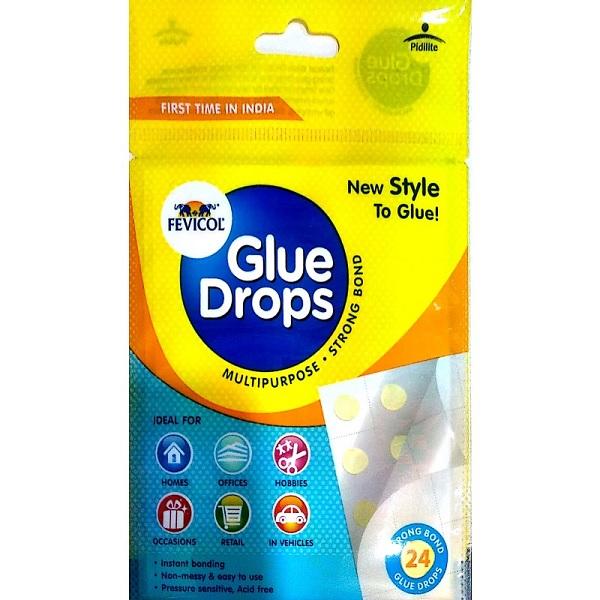 Pidilite
Glue
Drops
FIRST TIME IN INDIA
New Style
To Glue!
FEVICOL
Glue
Drops
MULTIPURPOSE • STRONG BOND
IDEAL FOR
HOMES OFFICES HOBBIES
OCCASIONS RETAIL IN VEHICLES
• Instant bonding
• Non-messy & easy to use
• Pressure sensitive, Acid free
STRONG BOND
24
GLUE DROPS